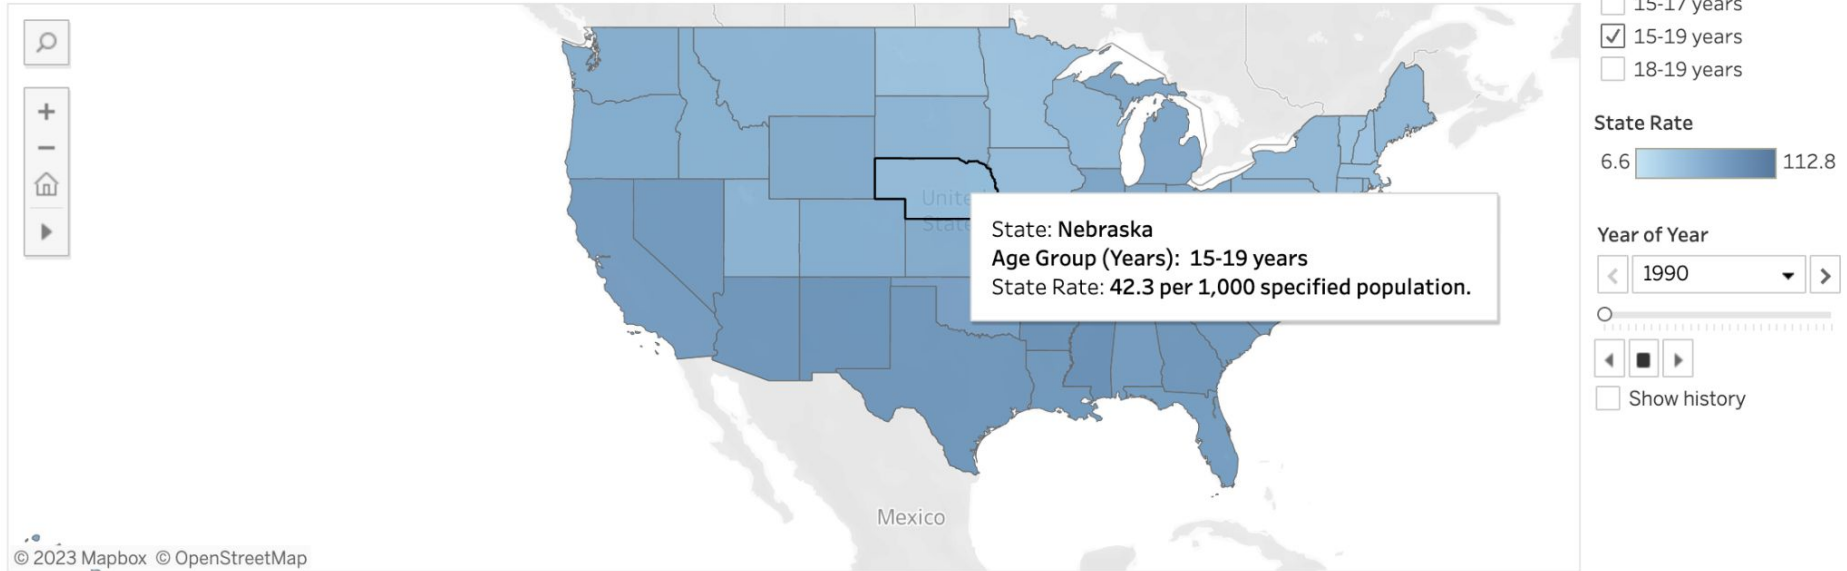 15-17 years
15-19 years
18-19 years
State Rate
6.6 112.8
United
State
State: Nebraska
Age Group (Years): 15-19 years
State Rate: 42.3 per 1,000 specified population.
Year of Year
1990
Show history
Mexico
© 2023 Mapbox © OpenStreetMap